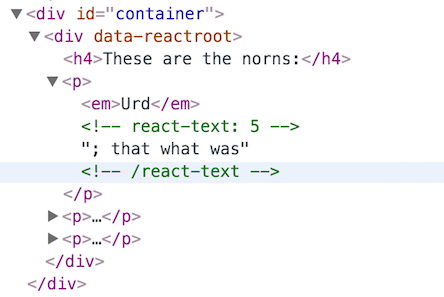 ▼<div id="container">
▼<div data-reactroot>
<h4>These are the norns:</h4>
▼<p>
<em>Urd</em>
<!-- react-text: 5 -->
"; that what was"
<!-- /react-text -->
</p>
▶<p>…</p>
▶<p>…</p>
</div>
</div>